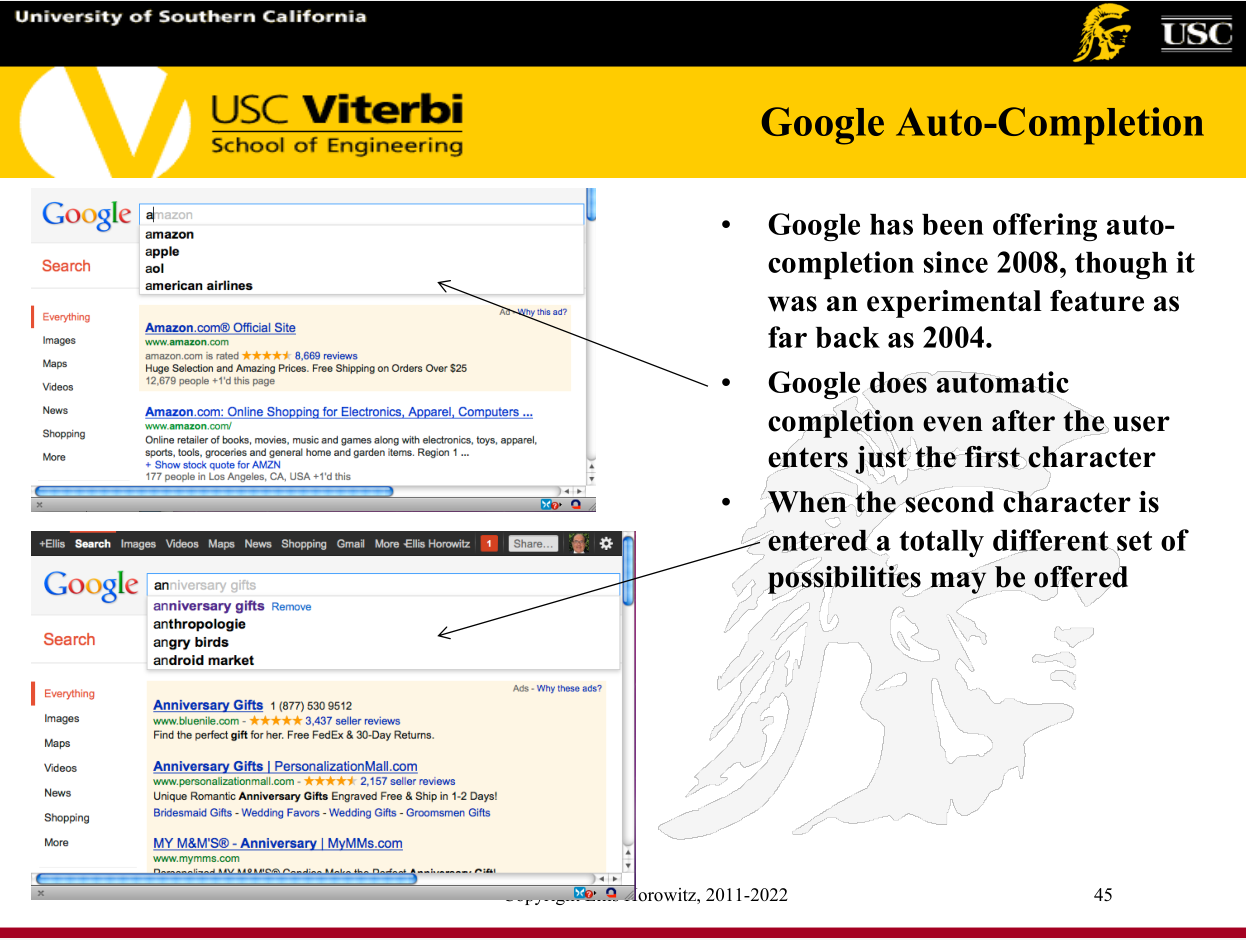 University of Southern California
USC
USC Viterbi
School of Engineering
Google Auto-Completion
Google
amazon
amazon
apple
aol
american airlines
Search
Everything
Images
Maps
Videos
News
Shopping
More
Ad - Why this ad?
Amazon.com® Official Site
www.amazon.com
amazon.com is rated ★★★★★ 8,669 reviews
Huge Selection and Amazing Prices. Free Shipping on Orders Over $25
12,679 people +1'd this page
Amazon.com: Online Shopping for Electronics, Apparel, Computers ...
www.amazon.com/
Online retailer of books, movies, music and games along with electronics, toys, apparel,
sports, tools, groceries and general home and garden items. Region 1 ...
+ Show stock quote for AMZN
177 people in Los Angeles, CA, USA +1'd this
+Ellis Search Images Videos Maps News Shopping Gmail More - Ellis Horowitz 1 Share...
Google
anniversary gifts
anniversary gifts Remove
anthropologie
angry birds
android market
Search
Everything
Images
Maps
Videos
News
Shopping
More
Ads - Why these ads?
Anniversary Gifts 1 (877) 530 9512
www.bluenile.com - ★★★★★ 3,437 seller reviews
Find the perfect gift for her. Free FedEx & 30-Day Returns.
Anniversary Gifts | PersonalizationMall.com
www.personalizationmall.com - ★★★★★ 2,157 seller reviews
Unique Romantic Anniversary Gifts Engraved Free & Ship in 1-2 Days!
Bridesmaid Gifts - Wedding Favors - Wedding Gifts - Groomsmen Gifts
MY M&M'S® - Anniversary | MyMMs.com
www.mymms.com
Personalized MY M&M'S® Candies Make the Perfect Anniversary Gift!
• Google has been offering auto-
completion since 2008, though it
was an experimental feature as
far back as 2004.
• Google does automatic
completion even after the user
enters just the first character
• When the second character is
entered a totally different set of
possibilities may be offered
Copyright Ellis Horowitz, 2011-2022
45